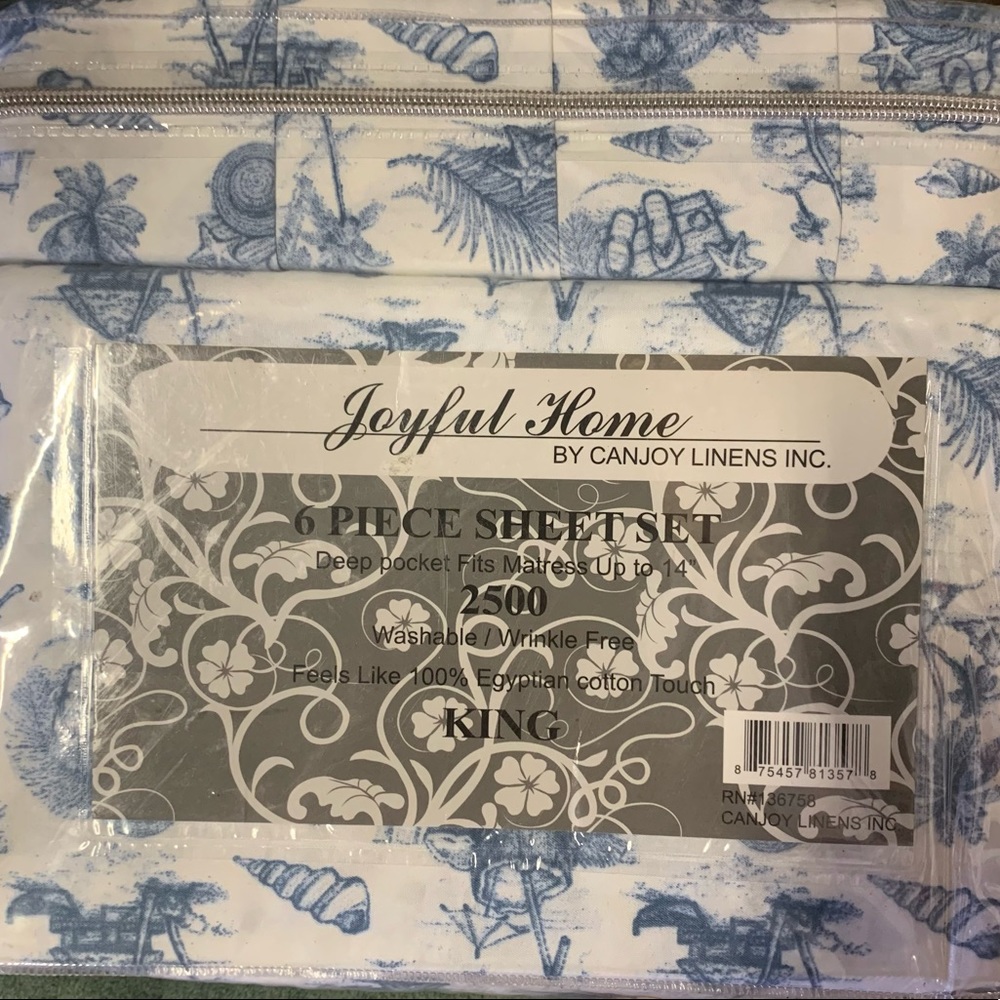 Joyful Home
BY CANJOY LINENS INC.
6 PIECE SHEET SET
Deep pocket Fits Matress Up to 14"
2500
Washable / Wrinkle Free
Feels Like 100% Egyptian cotton Touch
KING
8 75457 81357 8
RN#136758
CANJOY LINENS INC.